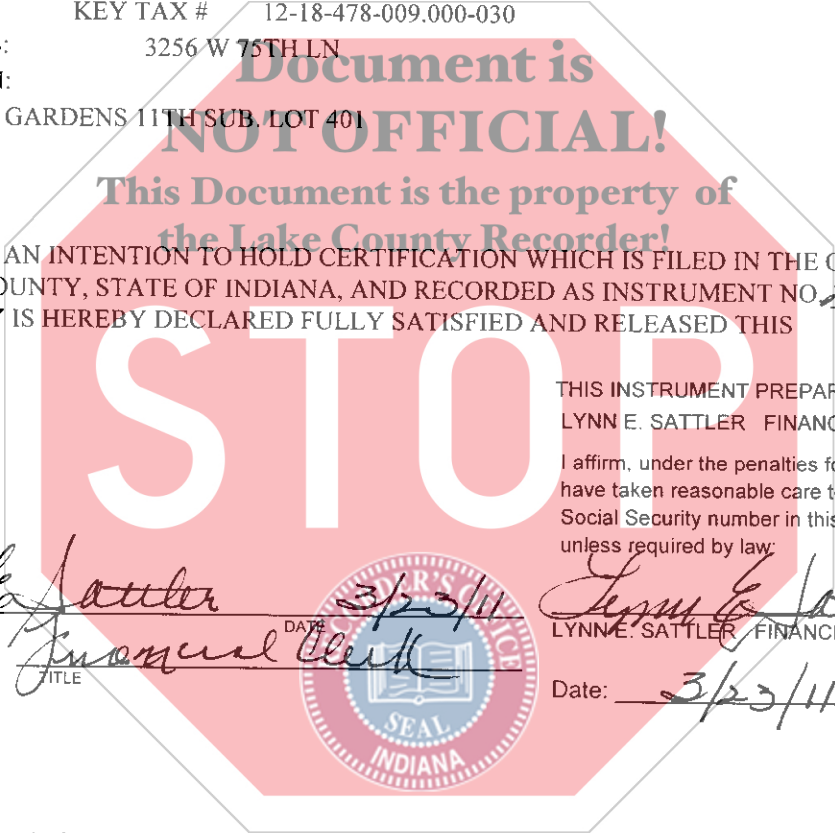 KEY TAX # 12-18-478-009.000-030
3256 W 75TH LN
Document is
GARDENS 11TH SUB. LOT 401
NOT OFFICIAL!
This Document is the property of
the Lake County Recorder!
AN INTENTION TO HOLD CERTIFICATION WHICH IS FILED IN THE
OUNTY, STATE OF INDIANA, AND RECORDED AS INSTRUMENT NO
IS HEREBY DECLARED FULLY SATISFIED AND RELEASED THIS
STOP
THIS INSTRUMENT PREPAR
LYNN E. SATTLER FINANC
I affirm, under the penalties fo
have taken reasonable care t
Social Security number in this
unless required by law:
Sattler 3/23/11
DATE
Financial Clerk
TITLE
Lynn E Sa
LYNN E. SATTLER FINANCI
Date: 3/23/11
RECORDER'S OFFICE
SEAL
INDIANA